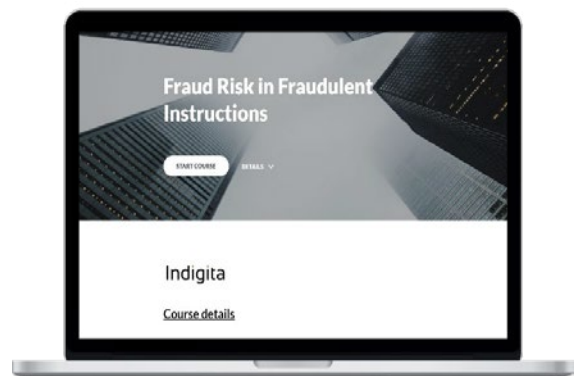 Fraud Risk in Fraudulent
Instructions
START COURSE
DETAILS
Indigita
Course details